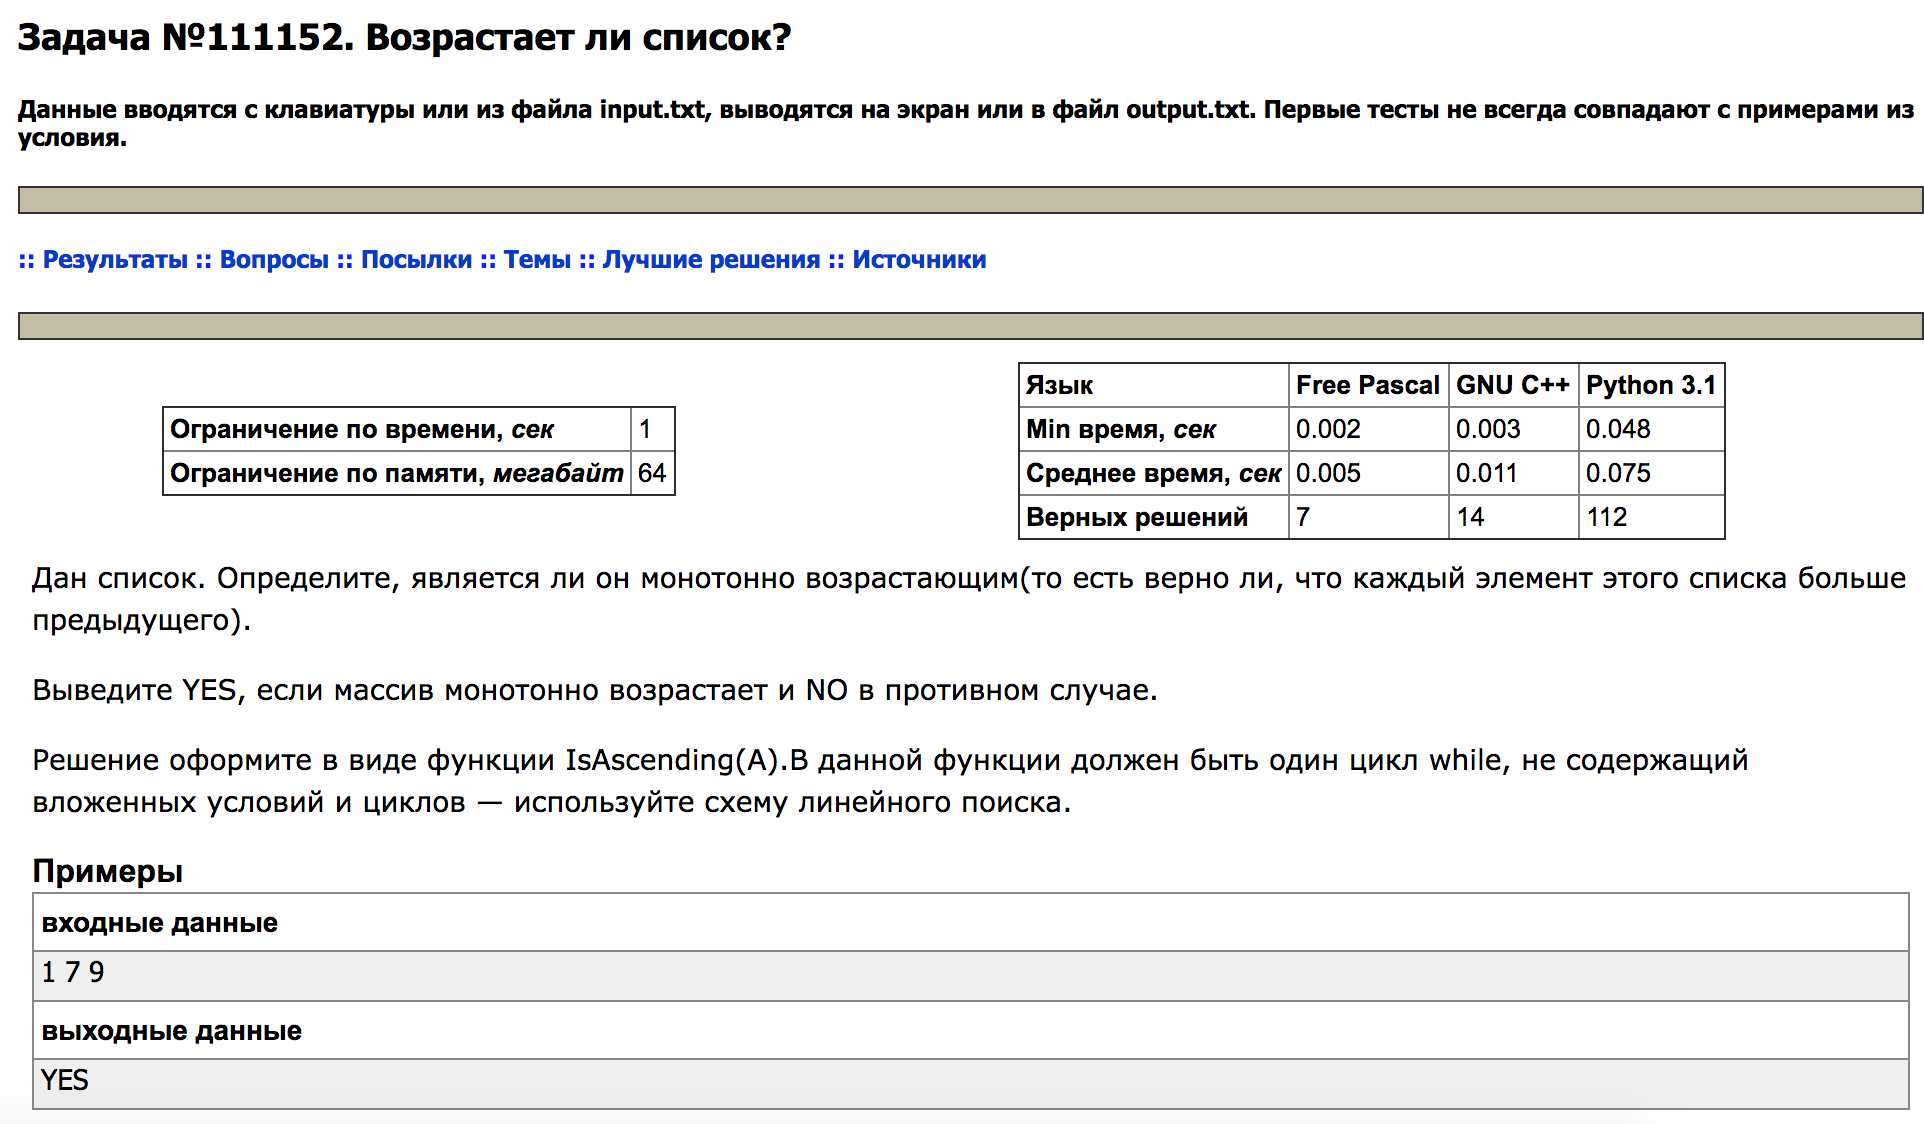 Задача №111152. Возрастает ли список?
Данные вводятся с клавиатуры или из файла input.txt, выводятся на экран или в файл output.txt. Первые тесты не всегда совпадают с примерами из
условия.
:: Результаты :: Вопросы :: Посылки :: Темы :: Лучшие решения :: Источники
Ограничение по времени, сек 1
Ограничение по памяти, мегабайт 64
Язык Free Pascal GNU C++ Python 3.1
Min время, сек 0.002 0.003 0.048
Среднее время, сек 0.005 0.011 0.075
Верных решений 7 14 112
Дан список. Определите, является ли он монотонно возрастающим(то есть верно ли, что каждый элемент этого списка больше
предыдущего).
Выведите YES, если массив монотонно возрастает и NO в противном случае.
Решение оформите в виде функции IsAscending(A).В данной функции должен быть один цикл while, не содержащий
вложенных условий и циклов — используйте схему линейного поиска.
Примеры
входные данные
1 7 9
выходные данные
YES